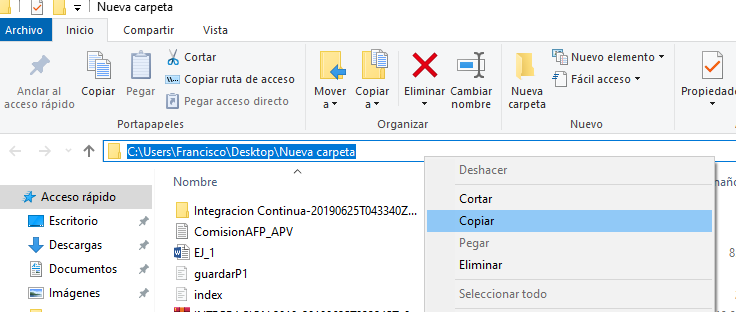 Nueva carpeta
Archivo Inicio Compartir Vista
Anclar al acceso rápido
Copiar
Pegar
Cortar
Copiar ruta de acceso
Pegar acceso directo
Portapapeles
Mover a
Copiar a
Eliminar
Cambiar nombre
Organizar
Nueva carpeta
Nuevo elemento
Fácil acceso
Nuevo
Propiedades
C:\Users\Francisco\Desktop\Nueva carpeta
Acceso rápido
Escritorio
Descargas
Documentos
Imágenes
Nombre
Integracion Continua-20190625T043340Z...
ComisionAFP_APV
EJ_1
guardarP1
index
Deshacer
Cortar
Copiar
Pegar
Eliminar
Seleccionar todo